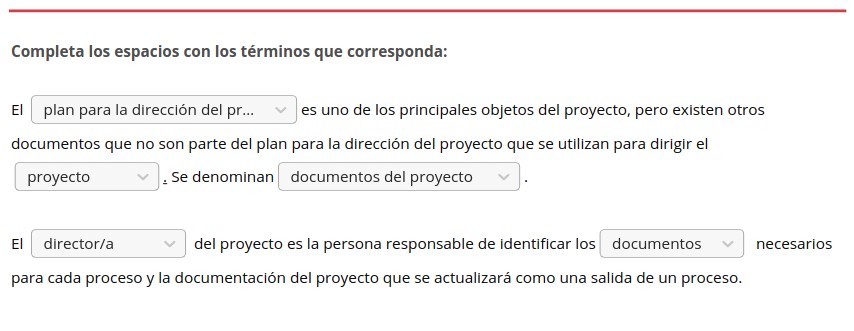 Completa los espacios con los términos que corresponda:
El plan para la dirección del pr... es uno de los principales objetos del proyecto, pero existen otros
documentos que no son parte del plan para la dirección del proyecto que se utilizan para dirigir el
proyecto . Se denominan documentos del proyecto .
El director/a del proyecto es la persona responsable de identificar los documentos necesarios
para cada proceso y la documentación del proyecto que se actualizará como una salida de un proceso.